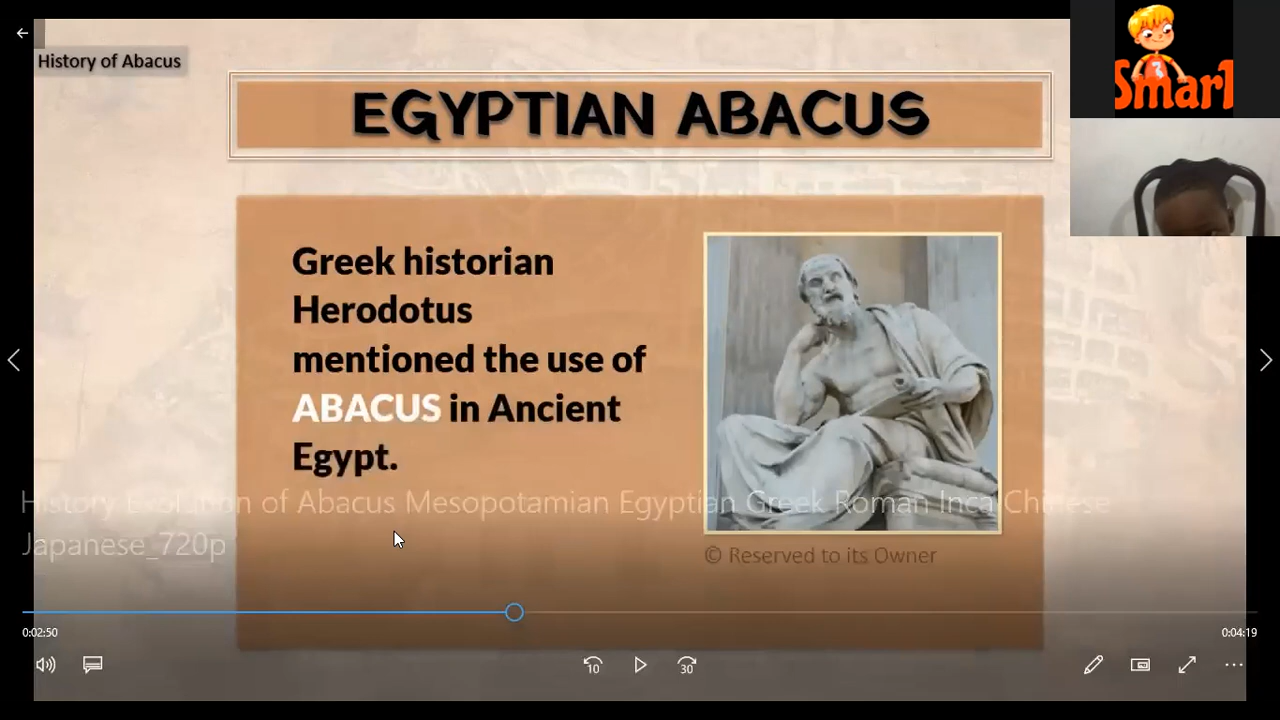 History of Abacus
EGYPTIAN ABACUS
Smart
Greek historian
Herodotus
mentioned the use of
ABACUS in Ancient
Egypt.
History Evolution of Abacus Mesopotamian Egyptian Greek Roman Inca Chinese
Japanese_720p
© Reserved to its Owner
0:02:50
0:04:19
10
30